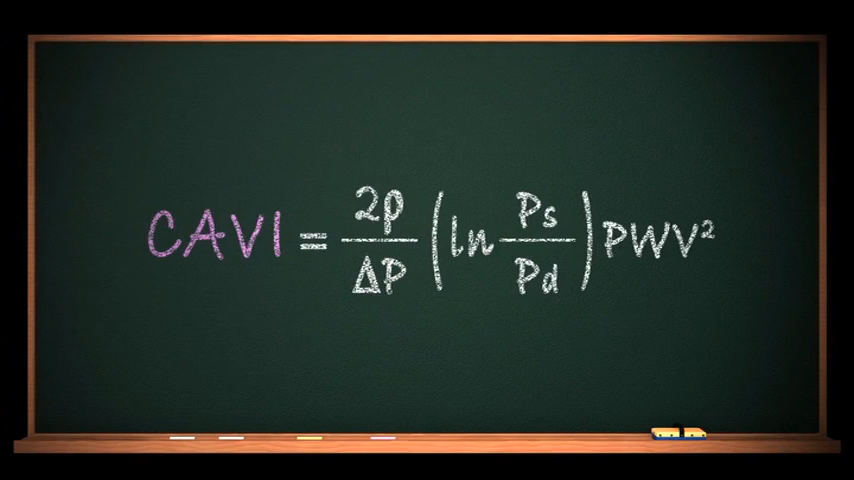 CAVI = 2ρ/ΔP (ln Ps/Pd) PWV²